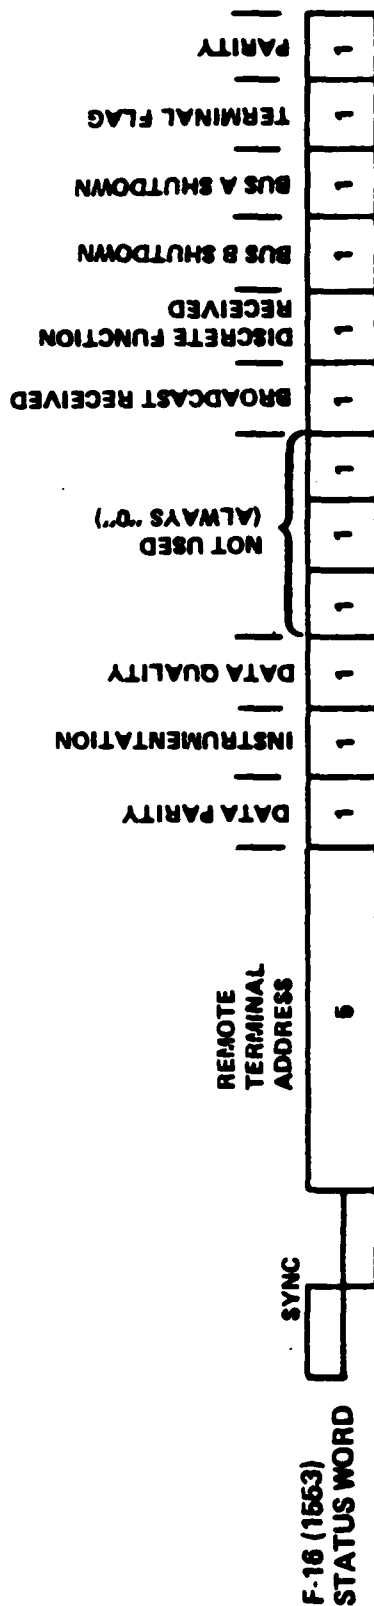 F-16 (1553)
STATUS WORD
SYNC
REMOTE
TERMINAL
ADDRESS
DATA PARITY
INSTRUMENTATION
DATA QUALITY
NOT USED
(ALWAYS "0")
BROADCAST RECEIVED
DISCRETE FUNCTION
RECEIVED
BUS B SHUTDOWN
BUS A SHUTDOWN
TERMINAL FLAG
PARITY
5 1 1 1 1 1 1 1 1 1 1 1 1